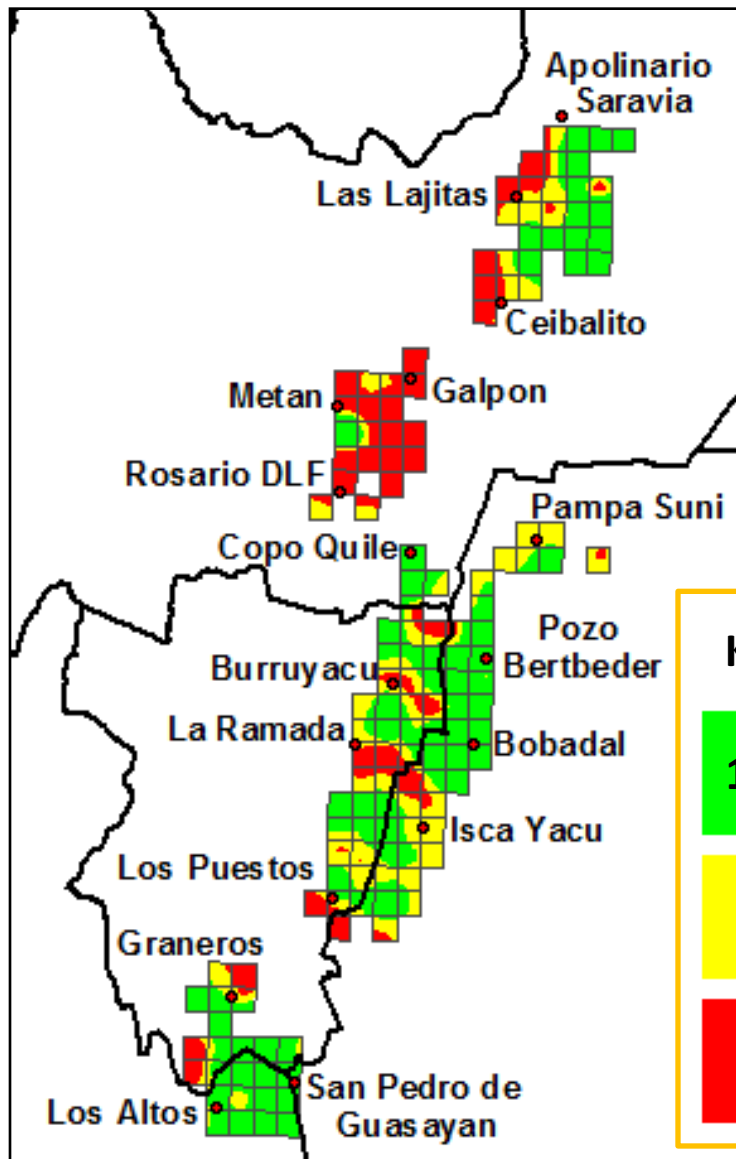 Apolinario
Saravia
Las Lajitas
Ceibalito
Metan
Galpon
Rosario DLF
Pampa Suni
Copo Quile
Pozo
Bertbeder
Burruyacu
La Ramada
Bobadal
Isca Yacu
Los Puestos
Graneros
San Pedro de
Guasayan
Los Altos